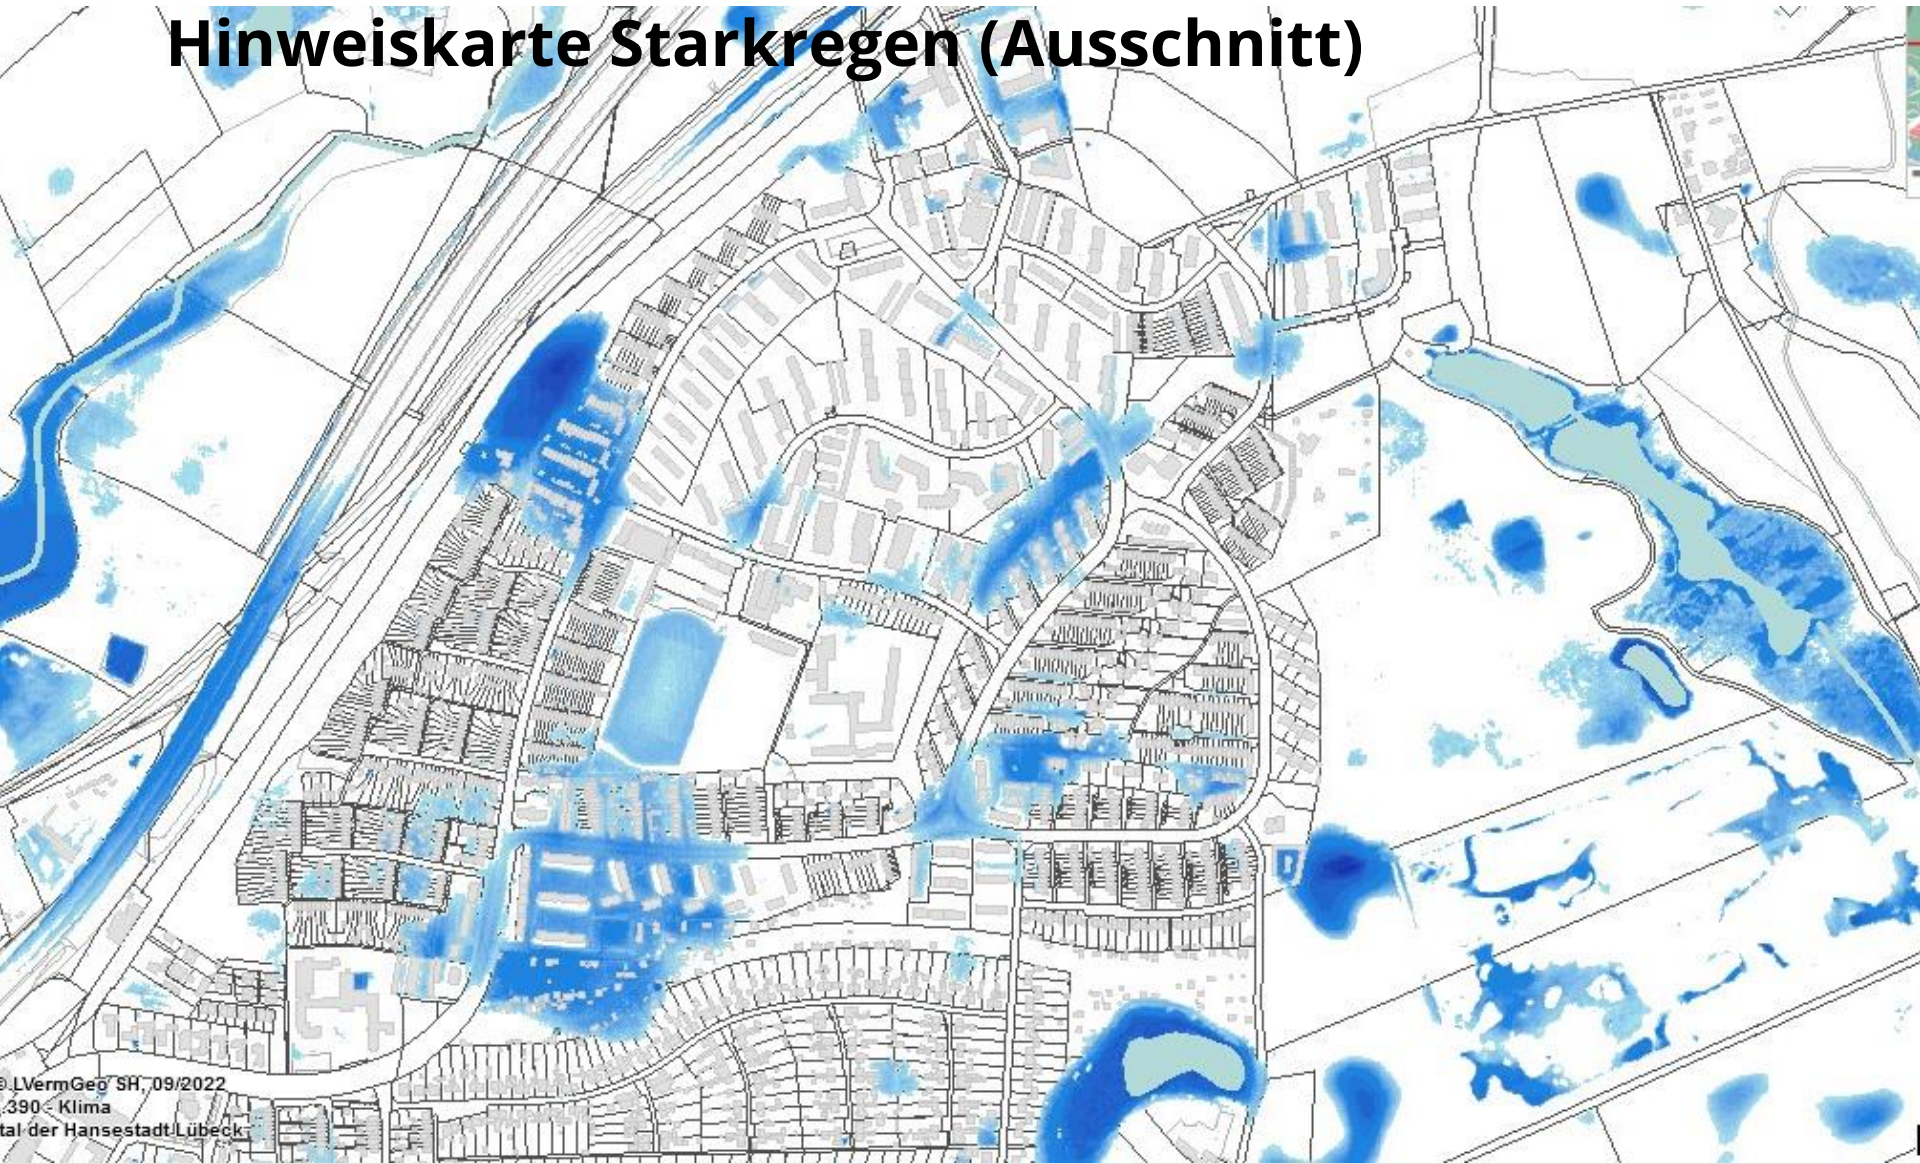 Hinweiskarte Starkregen (Ausschnitt)
© LVermGeo SH, 09/2022
.390 - Klima
tal der Hansestadt Lübeck